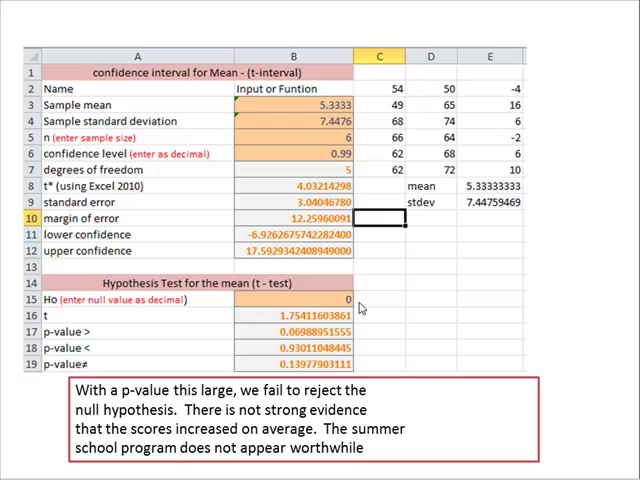 A B C D E
1 confidence interval for Mean - (t-interval)
2 Name Input or Funtion 54 50 -4
3 Sample mean 5.3333 49 65 16
4 Sample standard deviation 7.4476 68 74 6
5 n (enter sample size) 6 66 64 -2
6 confidence level (enter as decimal) 0.99 62 68 6
7 degrees of freedom 5 62 72 10
8 t* (using Excel 2010) 4.03214298 mean 5.33333333
9 standard error 3.04046780 stdev 7.44759469
10 margin of error 12.25960091
11 lower confidence -6.9262675742282400
12 upper confidence 17.5929342408949000
13
14 Hypothesis Test for the mean (t - test)
15 Ho (enter null value as decimal) 0
16 t 1.75411603861
17 p-value > 0.06988951555
18 p-value < 0.93011048445
19 p-value≠ 0.13977903111
With a p-value this large, we fail to reject the
null hypothesis. There is not strong evidence
that the scores increased on average. The summer
school program does not appear worthwhile